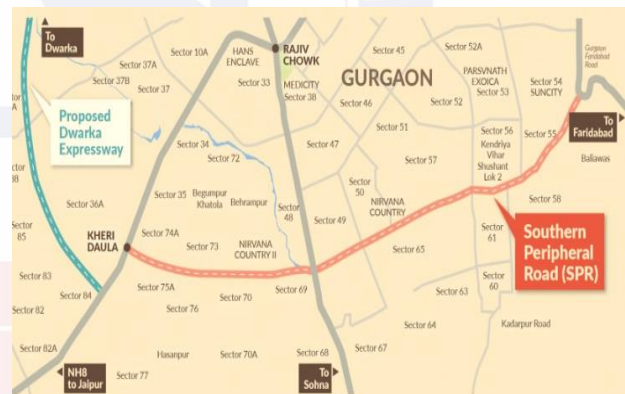 To
Dwarka
Sector 37A
Sector 10A
HANS
ENCLAVE
RAJIV
CHOWK
Sector 45
Sector 52A
Gurgaon
Faridabad
Road
Sector 37B
Sector 37
Sector 33
MEDICITY
Sector 38
GURGAON
PARSVNATH
EXOICA
Sector 53
Sector 54
SUNCITY
Sector 46
Sector 52
Proposed
Dwarka
Expressway
Sector 34
Sector 72
Sector 47
Sector 51
Sector 57
Sector 56
Kendriya
Vihar
Shushant
Lok 2
Sector 55
To
Faridabad
Baliawas
Sector 36A
Sector 35
Begumpur
Khatola
Behrampur
Sector
48
Sector
50
Sector 49
NIRVANA
COUNTRY
Sector 58
Sector
85
KHERI
DAULA
Sector 74A
Sector 73
NIRVANA
COUNTRY II
Sector 65
Sector
61
Southern
Peripheral
Road (SPR)
Sector 83
Sector 84
Sector 75A
Sector 76
Sector 70
Sector 69
Sector 63
Sector
60
Sector 82
Sector 64
Kadarpur Road
Sector 82A
Hasanpur
Sector 70A
Sector 68
Sector 67
NH8
to Jaipur
Sector 77
To
Sohna